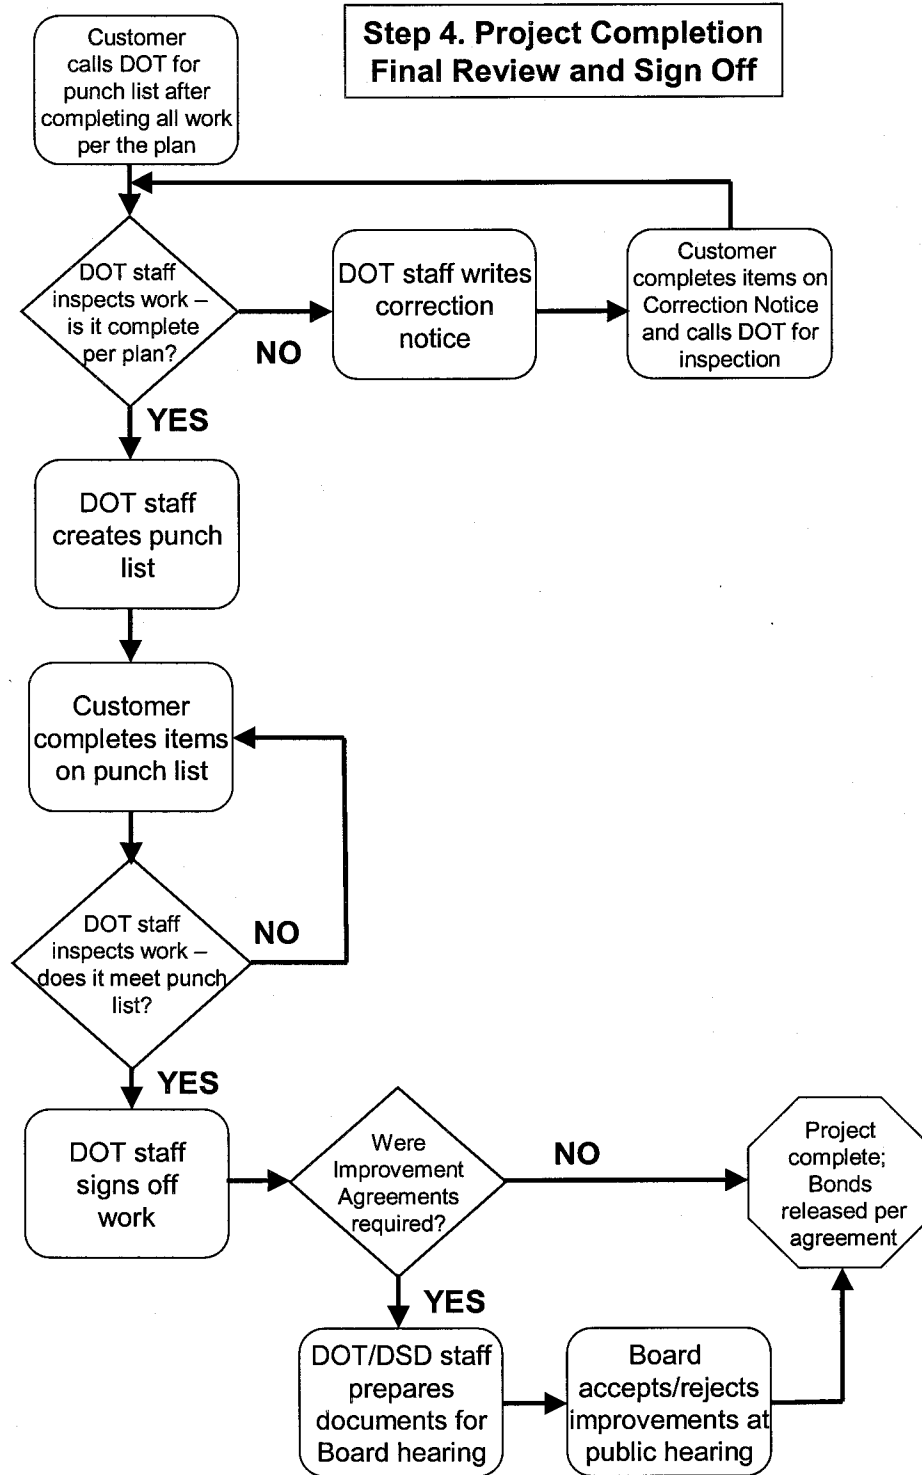 Step 4. Project Completion
Final Review and Sign Off
Customer
calls DOT for
punch list after
completing all work
per the plan
DOT staff
inspects work –
is it complete
per plan?
NO
DOT staff writes
correction
notice
Customer
completes items on
Correction Notice
and calls DOT for
inspection
YES
DOT staff
creates punch
list
Customer
completes items
on punch list
DOT staff
inspects work –
does it meet punch
list?
NO
YES
DOT staff
signs off
work
Were
Improvement
Agreements
required?
NO
Project
complete;
Bonds
released per
agreement
YES
DOT/DSD staff
prepares
documents for
Board hearing
Board
accepts/rejects
improvements at
public hearing